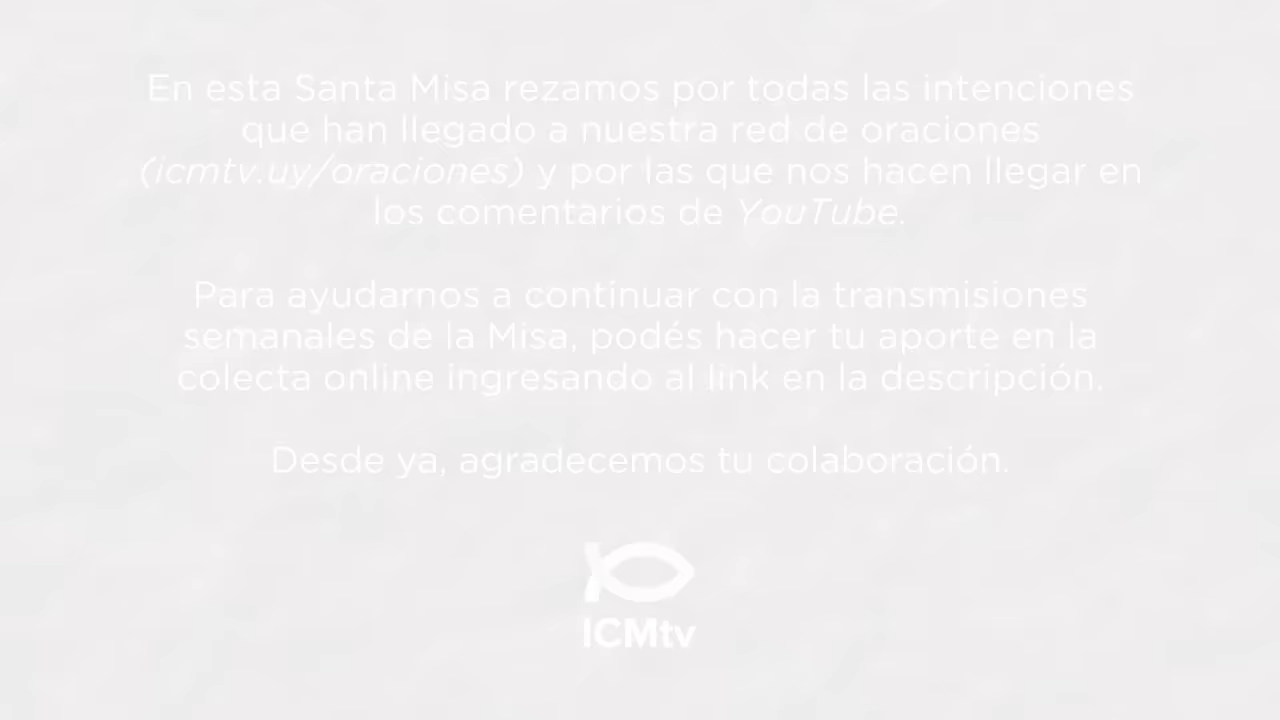 En esta Santa Misa rezamos por todas las intenciones
que han llegado a nuestra red de oraciones
(icmtv.uy/oraciones) y por las que nos hacen llegar en
los comentarios de YouTube.
Para ayudarnos a continuar con la transmisiones
semanales de la Misa, podés hacer tu aporte en la
colecta online ingresando al link en la descripción.
Desde ya, agradecemos tu colaboración.
ICMtv